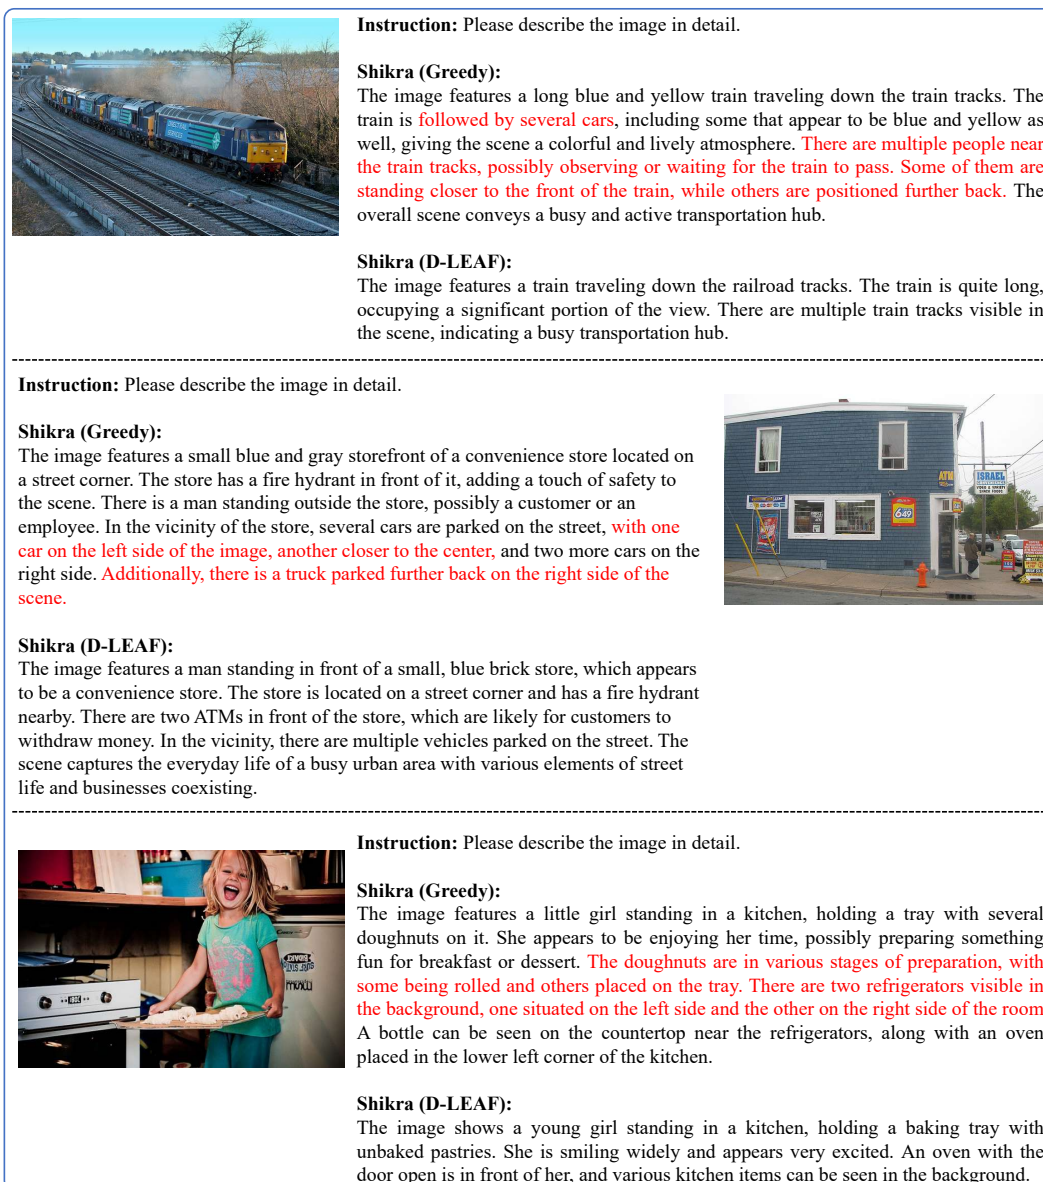 Instruction: Please describe the image in detail.
Shikra (Greedy):
The image features a long blue and yellow train traveling down the train tracks. The
train is followed by several cars, including some that appear to be blue and yellow as
well, giving the scene a colorful and lively atmosphere. There are multiple people near
the train tracks, possibly observing or waiting for the train to pass. Some of them are
standing closer to the front of the train, while others are positioned further back. The
overall scene conveys a busy and active transportation hub.
Shikra (D-LEAF):
The image features a train traveling down the railroad tracks. The train is quite long,
occupying a significant portion of the view. There are multiple train tracks visible in
the scene, indicating a busy transportation hub.
Instruction: Please describe the image in detail.
Shikra (Greedy):
The image features a small blue and gray storefront of a convenience store located on
a street corner. The store has a fire hydrant in front of it, adding a touch of safety to
the scene. There is a man standing outside the store, possibly a customer or an
employee. In the vicinity of the store, several cars are parked on the street, with one
car on the left side of the image, another closer to the center, and two more cars on the
right side. Additionally, there is a truck parked further back on the right side of the
scene.
Shikra (D-LEAF):
The image features a man standing in front of a small, blue brick store, which appears
to be a convenience store. The store is located on a street corner and has a fire hydrant
nearby. There are two ATMs in front of the store, which are likely for customers to
withdraw money. In the vicinity, there are multiple vehicles parked on the street. The
scene captures the everyday life of a busy urban area with various elements of street
life and businesses coexisting.
ATM
ISRAEL
649
Instruction: Please describe the image in detail.
Shikra (Greedy):
The image features a little girl standing in a kitchen, holding a tray with several
doughnuts on it. She appears to be enjoying her time, possibly preparing something
fun for breakfast or dessert. The doughnuts are in various stages of preparation, with
some being rolled and others placed on the tray. There are two refrigerators visible in
the background, one situated on the left side and the other on the right side of the room
A bottle can be seen on the countertop near the refrigerators, along with an oven
placed in the lower left corner of the kitchen.
Shikra (D-LEAF):
The image shows a young girl standing in a kitchen, holding a baking tray with
unbaked pastries. She is smiling widely and appears very excited. An oven with the
door open is in front of her, and various kitchen items can be seen in the background.